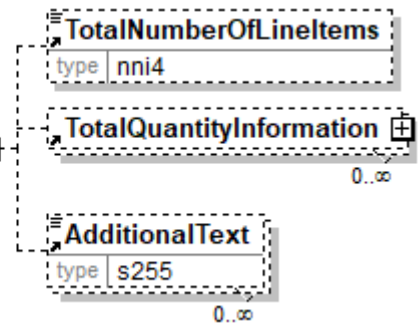 TotalNumberOfLineItems
type nni4
TotalQuantityInformation
0..∞
AdditionalText
type s255
0..∞